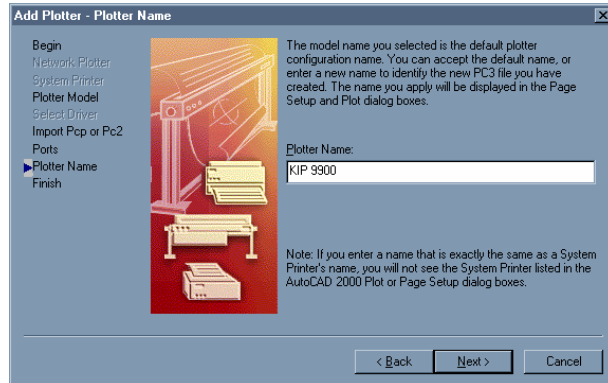 Add Plotter - Plotter Name
Begin
Network Plotter
System Printer
Plotter Model
Select Driver
Import Pcp or Pc2
Ports
Plotter Name
Finish
The model name you selected is the default plotter
configuration name. You can accept the default name, or
enter a new name to identify the new PC3 file you have
created. The name you apply will be displayed in the Page
Setup and Plot dialog boxes.
Plotter Name:
KIP 9900
Note: If you enter a name that is exactly the same as a System
Printer's name, you will not see the System Printer listed in the
AutoCAD 2000 Plot or Page Setup dialog boxes.
< Back
Next >
Cancel